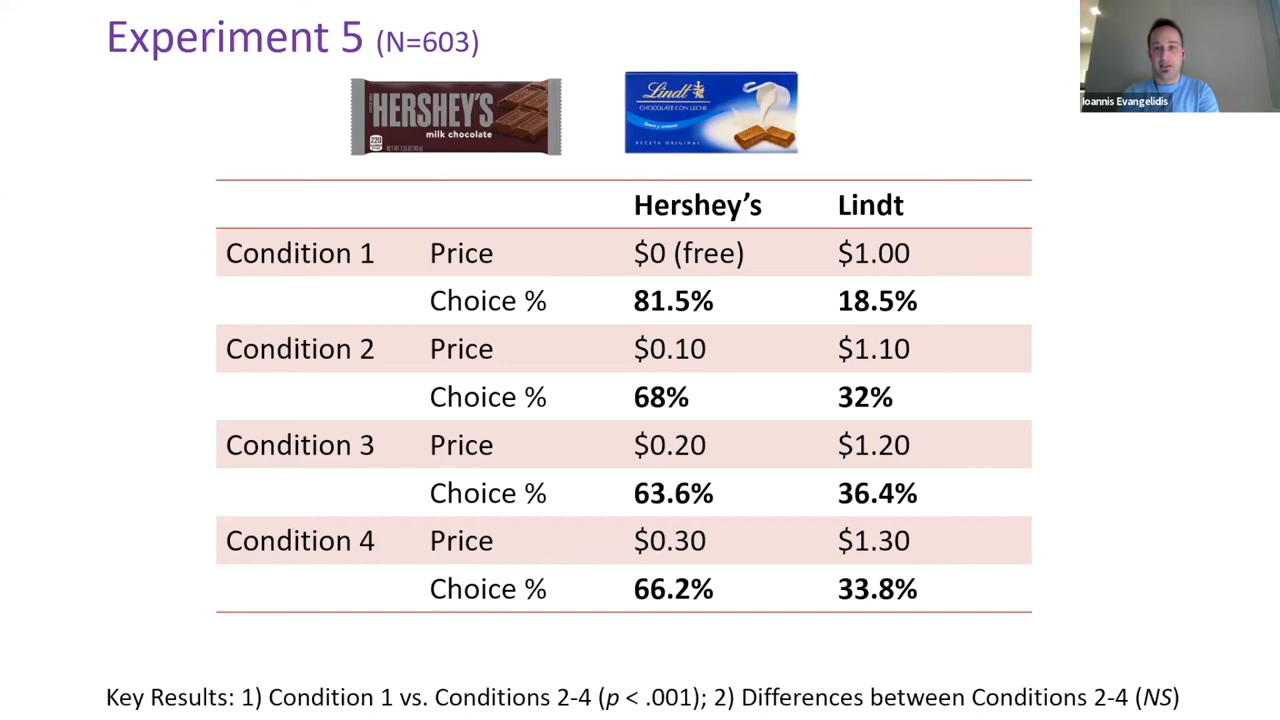 Experiment 5 (N=603)
Ioannis Evangelidis
HERSHEY'S
milk chocolate
220
Lindt
CHOCOLATE CON LECHE
RECETA ORIGINAL
Hershey’s Lindt
Condition 1 Price $0 (free) $1.00
Choice % 81.5% 18.5%
Condition 2 Price $0.10 $1.10
Choice % 68% 32%
Condition 3 Price $0.20 $1.20
Choice % 63.6% 36.4%
Condition 4 Price $0.30 $1.30
Choice % 66.2% 33.8%
Key Results: 1) Condition 1 vs. Conditions 2-4 (p < .001); 2) Differences between Conditions 2-4 (NS)